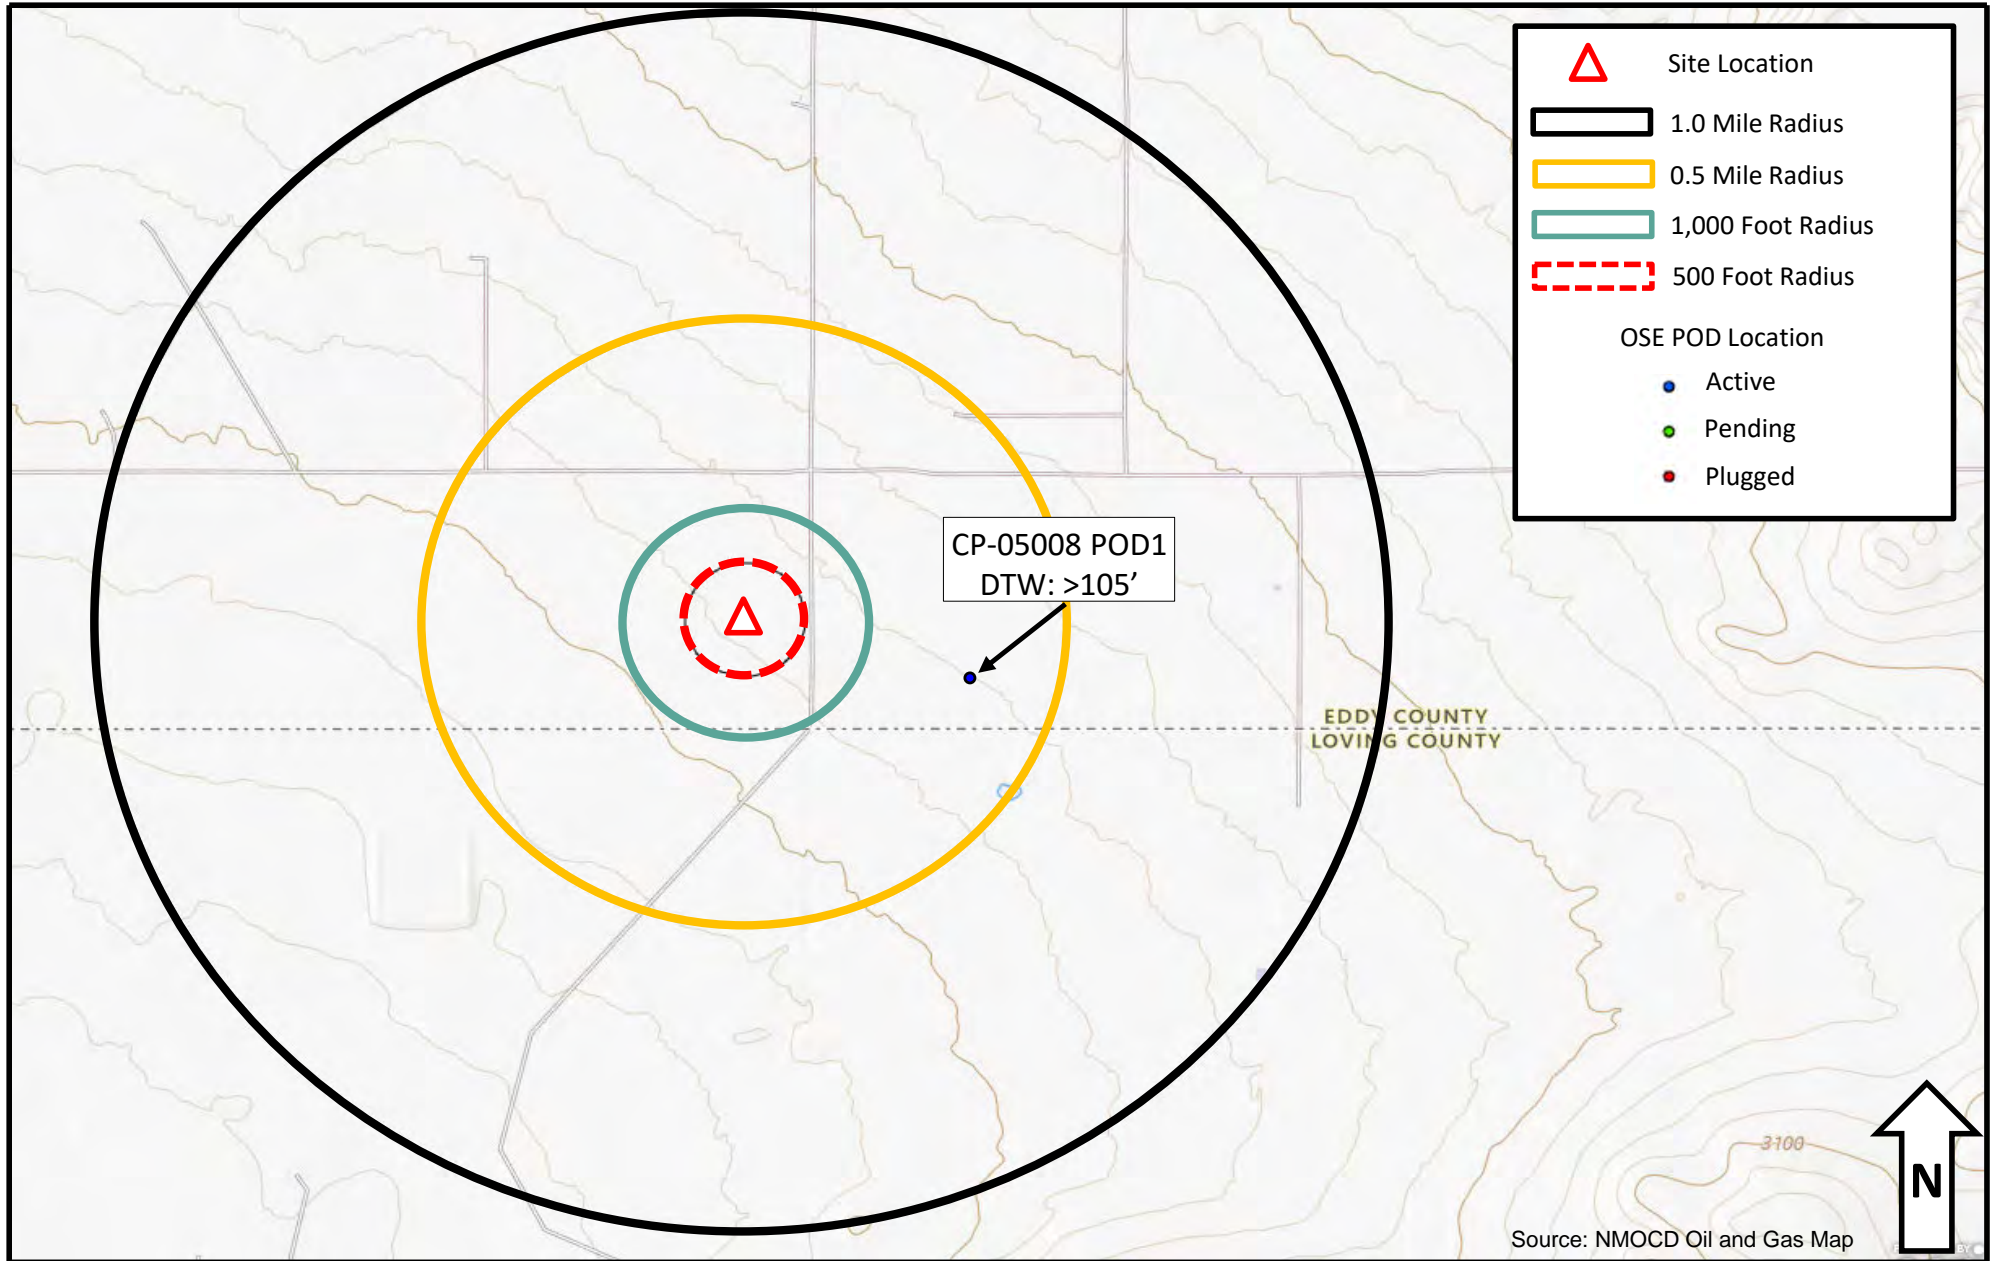 Site Location
1.0 Mile Radius
0.5 Mile Radius
1,000 Foot Radius
500 Foot Radius
OSE POD Location
Active
Pending
Plugged
CP-05008 POD1
DTW: >105’
EDDY COUNTY
LOVING COUNTY
3100
N
Source: NMOCD Oil and Gas Map